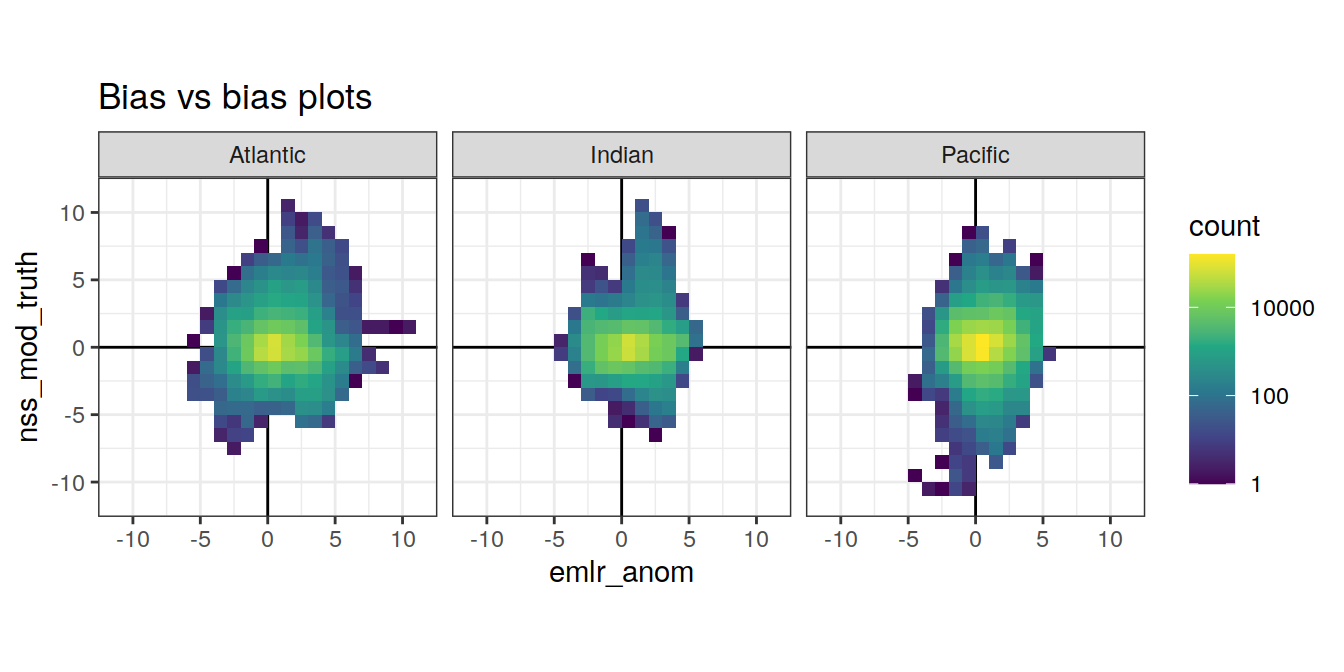 Bias vs bias plots
Atlantic Indian Pacific
nss_mod_truth
10
5
0
-5
-10
-10 -5 0 5 10 -10 -5 0 5 10 -10 -5 0 5 10
emlr_anom
count
10000
100
1